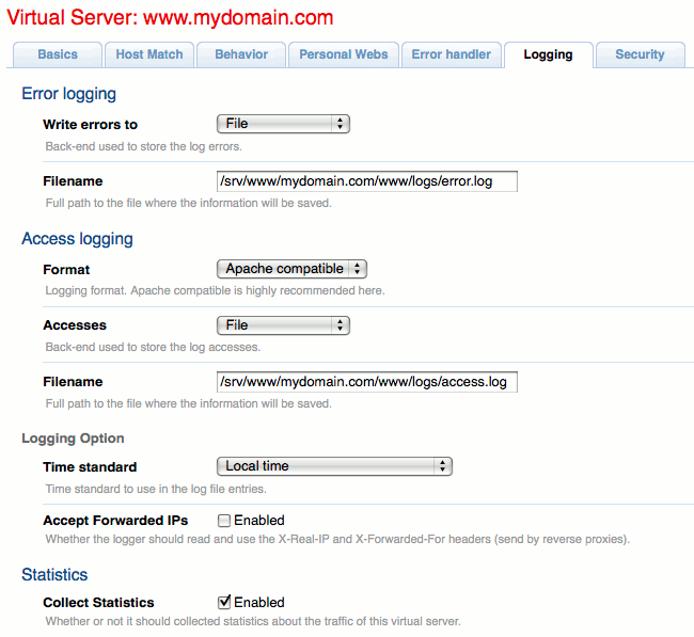 Virtual Server: www.mydomain.com
Basics Host Match Behavior Personal Webs Error handler Logging Security
Error logging
Write errors to File
Back-end used to store the log errors.
Filename /srv/www/mydomain.com/www/logs/error.log
Full path to the file where the information will be saved.
Access logging
Format Apache compatible
Logging format. Apache compatible is highly recommended here.
Accesses File
Back-end used to store the log accesses.
Filename /srv/www/mydomain.com/www/logs/access.log
Full path to the file where the information will be saved.
Logging Option
Time standard Local time
Time standard to use in the log file entries.
Accept Forwarded IPs Enabled
Whether the logger should read and use the X-Real-IP and X-Forwarded-For headers (send by reverse proxies).
Statistics
Collect Statistics Enabled
Whether or not it should collected statistics about the traffic of this virtual server.